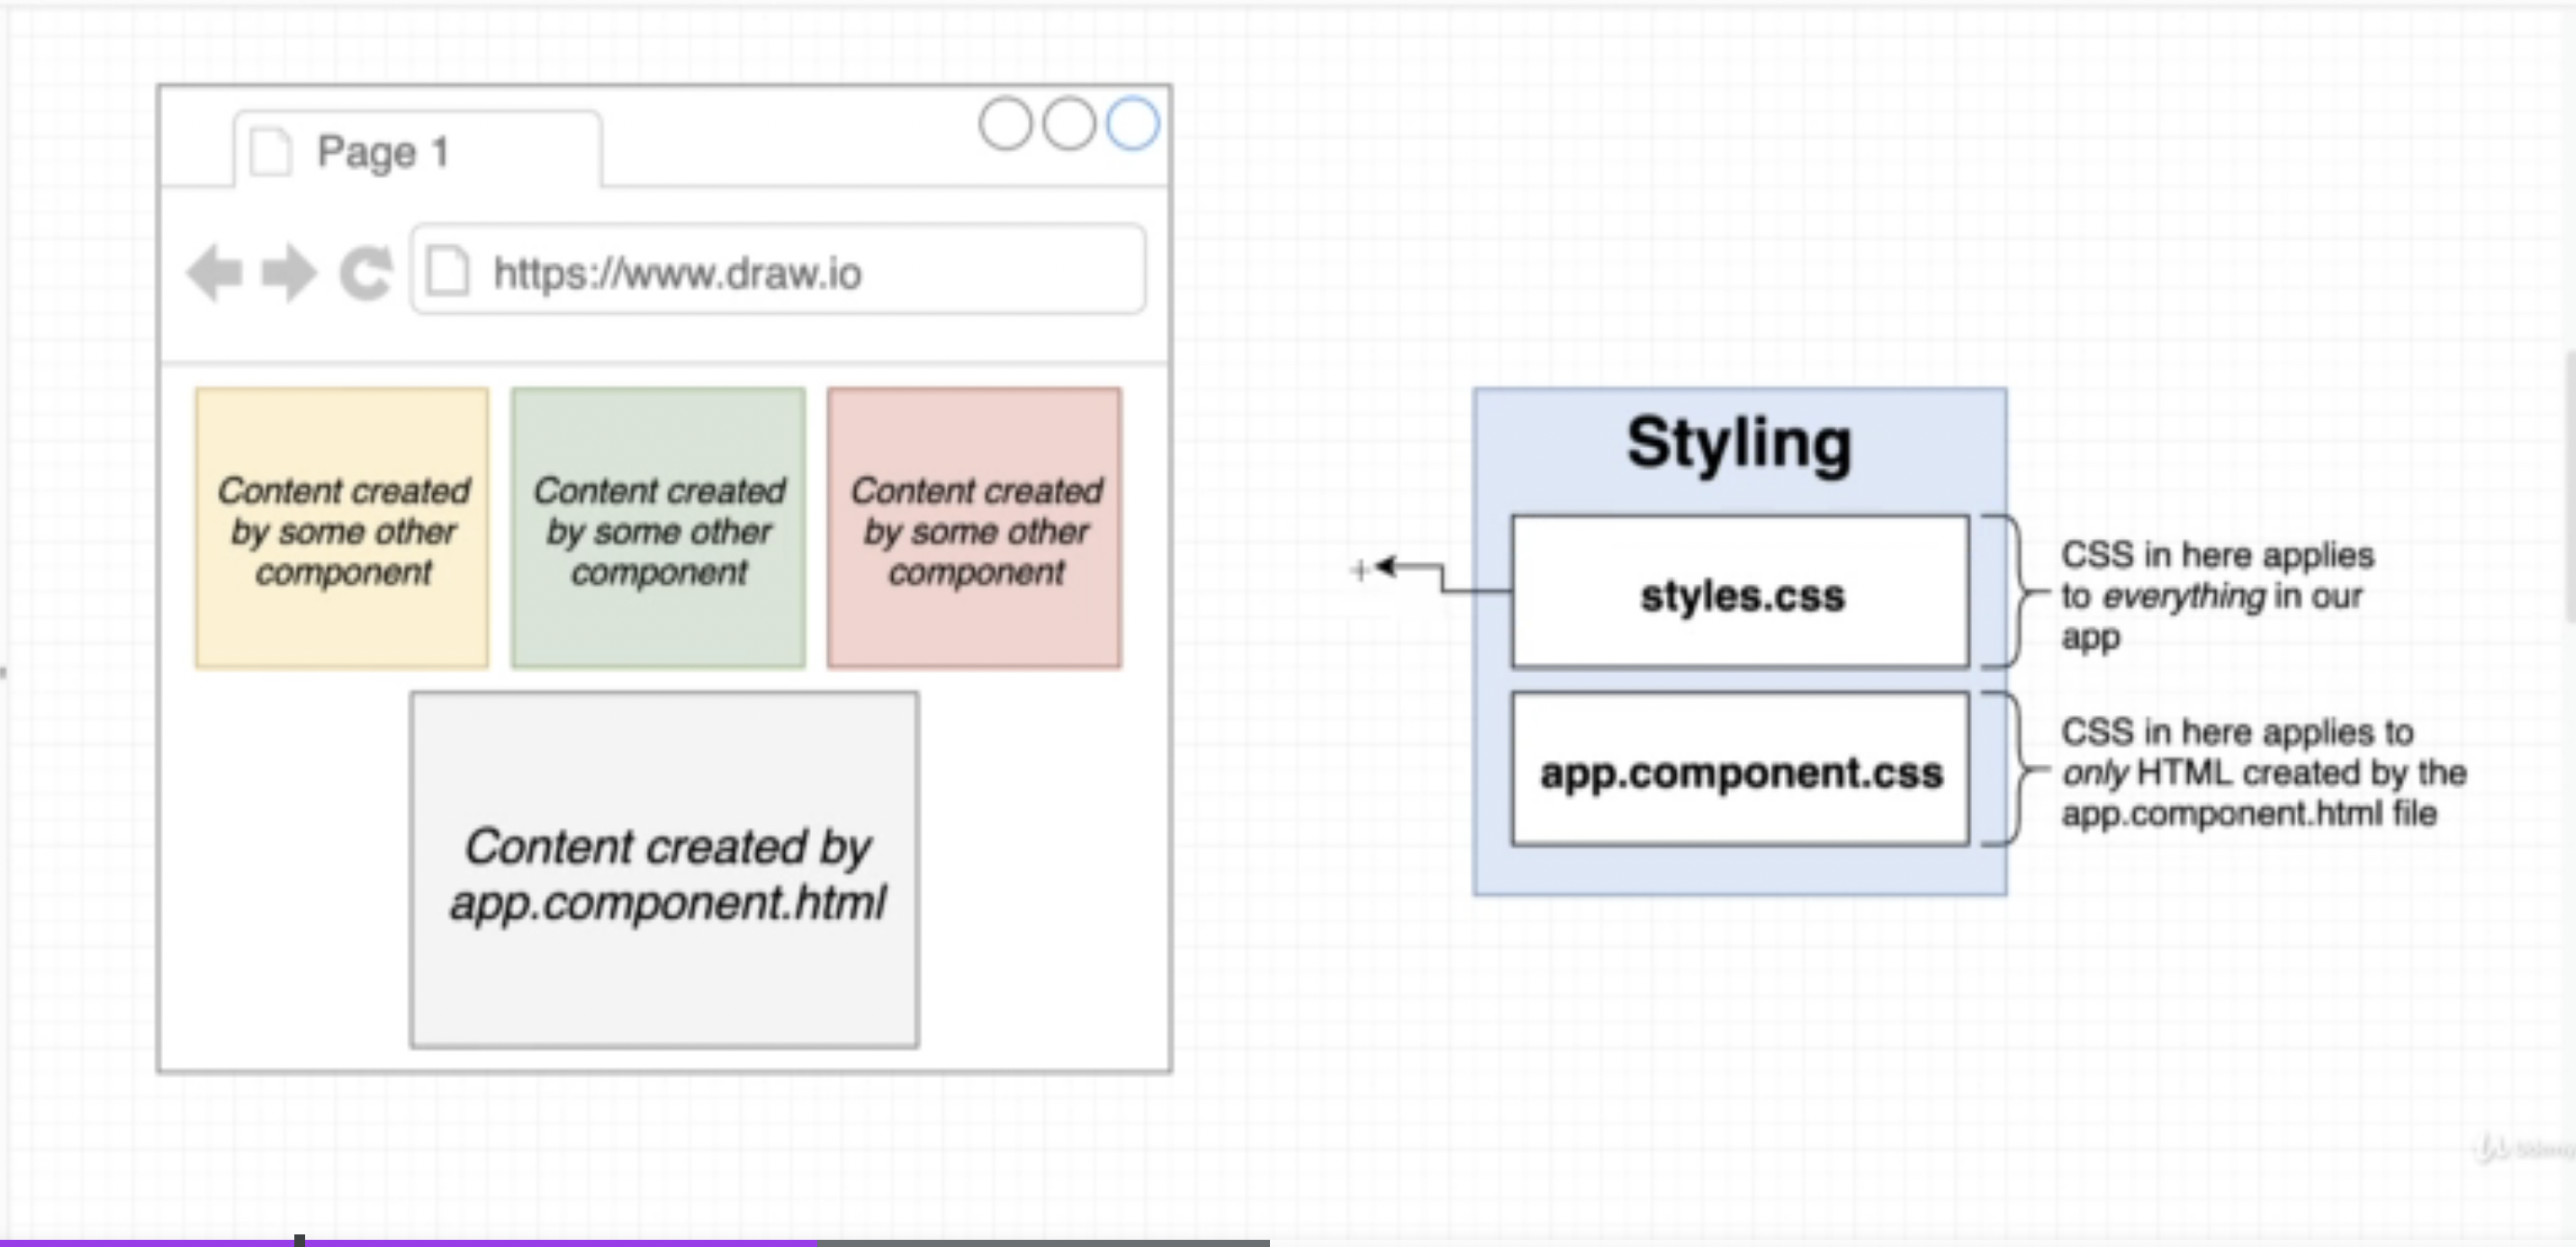 Page 1
https://www.draw.io
Content created
by some other
component
Content created
by some other
component
Content created
by some other
component
Content created by
app.component.html
Styling
styles.css
CSS in here applies
to everything in our
app
app.component.css
CSS in here applies to
only HTML created by the
app.component.html file